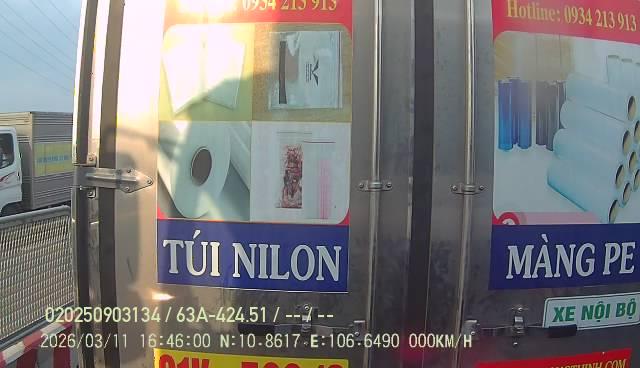 0934 213 913
Hotline: 0934 213 913
TÚI NILON
MÀNG PE
XE NỘI BỘ
020250903134 / 63A-424.51 / --/--
2026/03/11 16:46:00 N:10.8617 E:106.6490 000KM/H